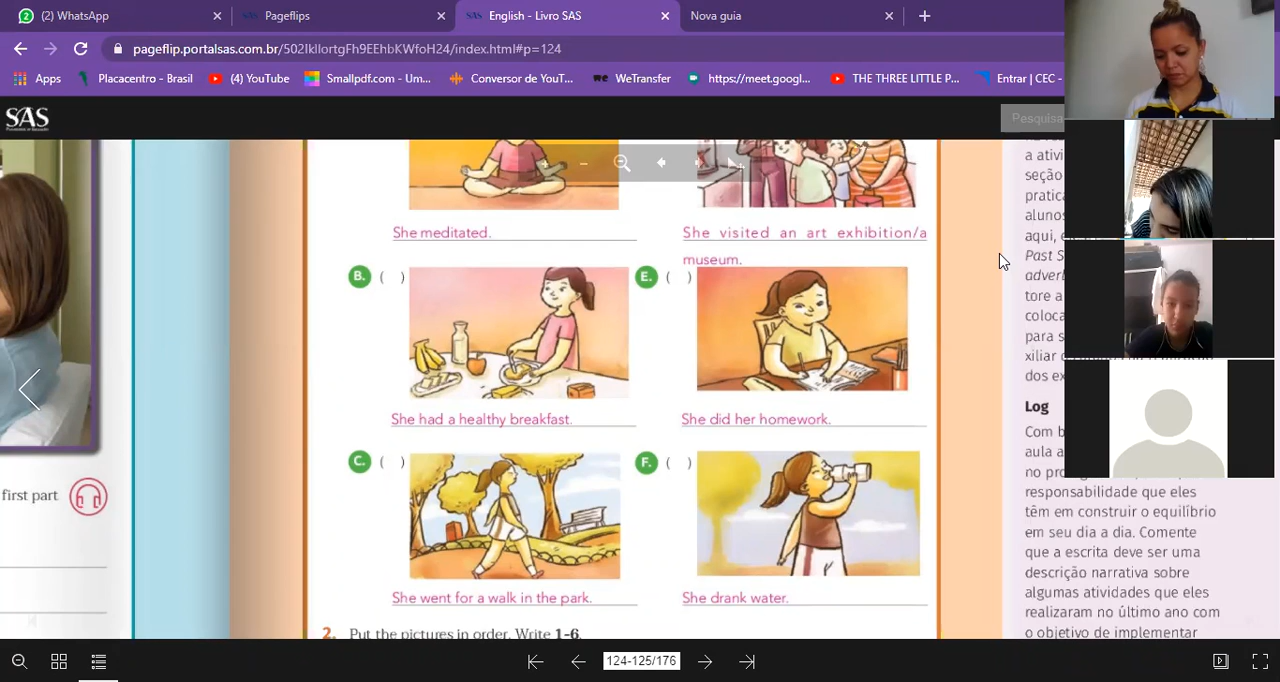 (2) WhatsApp
Pageflips
English - Livro SAS
Nova guia
pageflip.portalsas.com.br/502IklIortgFh9EEhbKWfoH24/index.html#p=124
Apps
Placacentro - Brasil
(4) YouTube
Smallpdf.com - Um...
Conversor de YouT...
WeTransfer
https://meet.googl...
THE THREE LITTLE P...
Entrar | CEC -
SAS
Pesquisa
She meditated.
She visited an art exhibition/a
museum.
B. ( )
E. ( )
She had a healthy breakfast.
She did her homework.
C. ( )
F. ( )
She went for a walk in the park.
She drank water.
2. Put the pictures in order. Write 1-6.
first part
a ativi
seção
pratica
aluno
aqui, e
Past S
adverb
tore a
coloca
para s
xiliar
dos ex
Log
Com b
aula a
no pro
responsabilidade que eles
têm em construir o equilíbrio
em seu dia a dia. Comente
que a escrita deve ser uma
descrição narrativa sobre
algumas atividades que eles
realizaram no último ano com
o objetivo de implementar
124-125/176